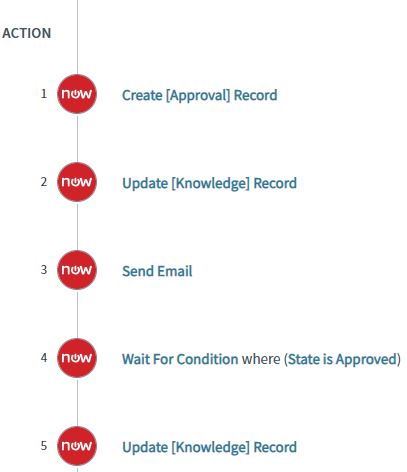 ACTION
1 now Create [Approval] Record
2 now Update [Knowledge] Record
3 now Send Email
4 now Wait For Condition where (State is Approved)
5 now Update [Knowledge] Record